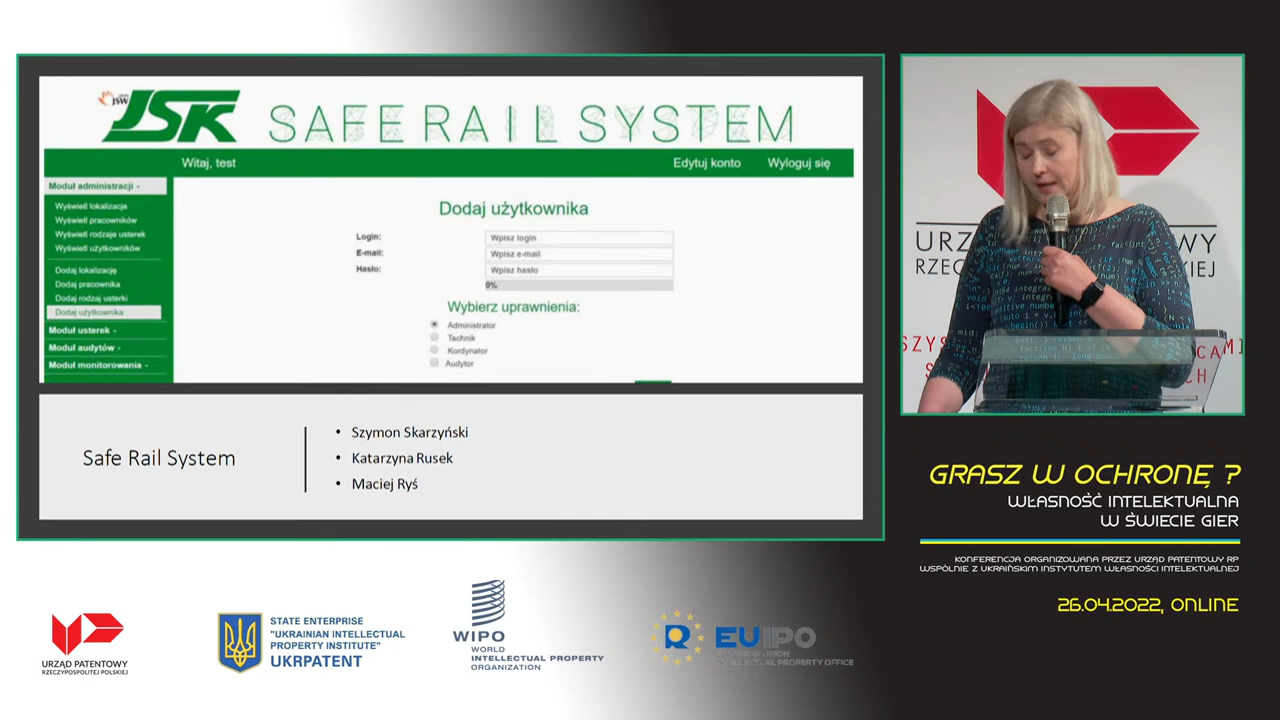 JSW
JSK
SAFE RAIL SYSTEM
Witaj, test
Edytuj konto
Wyloguj się
Moduł administracji -
Wyświetl lokalizacje
Wyświetl pracowników
Wyświetl rodzaje usterek
Wyświetl użytkowników
Dodaj lokalizację
Dodaj pracownika
Dodaj rodzaj usterki
Dodaj użytkownika
Moduł usterek -
Moduł audytów -
Moduł monitorowania -
Dodaj użytkownika
Login:
Wpisz login
E-mail:
Wpisz e-mail
Hasło:
Wpisz hasło
0%
Wybierz uprawnienia:
Administrator
Technik
Kordynator
Audytor
Safe Rail System
• Szymon Skarzyński
• Katarzyna Rusek
• Maciej Ryś
GRASZ W OCHRONĘ ?
WŁASNOŚĆ INTELEKTUALNA
W ŚWIECIE GIER
KONFERENCJA ORGANIZOWANA PRZEZ URZĄD PATENTOWY RP
WSPÓLNIE Z UKRAIŃSKIM INSTYTUTEM WŁASNOŚCI INTELEKTUALNEJ
26.04.2022, ONLINE
URZĄD PATENTOWY
RZECZYPOSPOLITEJ POLSKIEJ
STATE ENTERPRISE
"UKRAINIAN INTELLECTUAL
PROPERTY INSTITUTE"
UKRPATENT
WIPO
WORLD
INTELLECTUAL PROPERTY
ORGANIZATION
EUIPO
INTELLECTUAL PROPERTY OFFICE